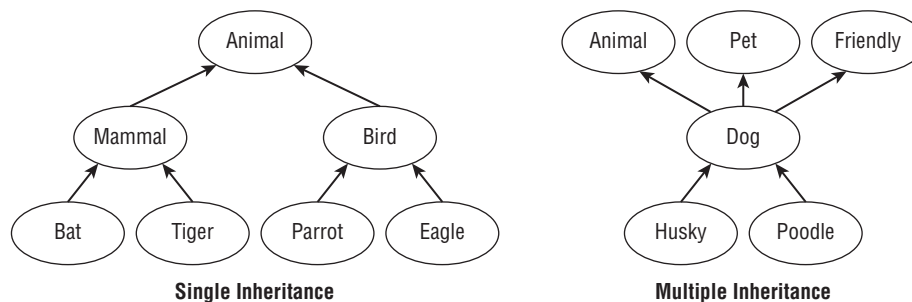 Animal
Mammal Bird
Bat Tiger Parrot Eagle
Single Inheritance
Animal Pet Friendly
Dog
Husky Poodle
Multiple Inheritance